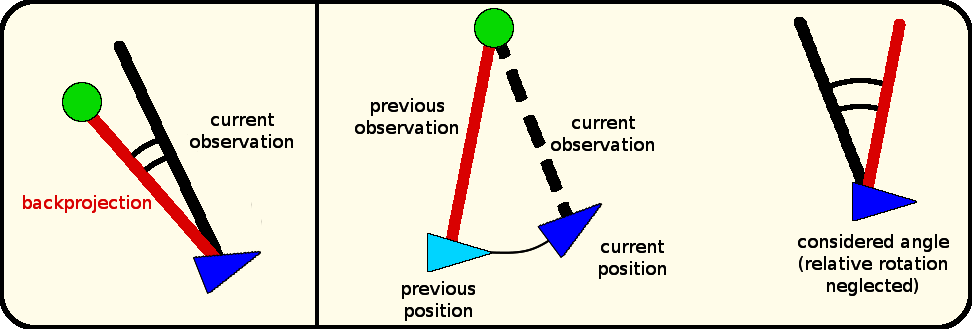 current
observation
backprojection
previous
observation
current
observation
previous
position
current
position
considered angle
(relative rotation
neglected)